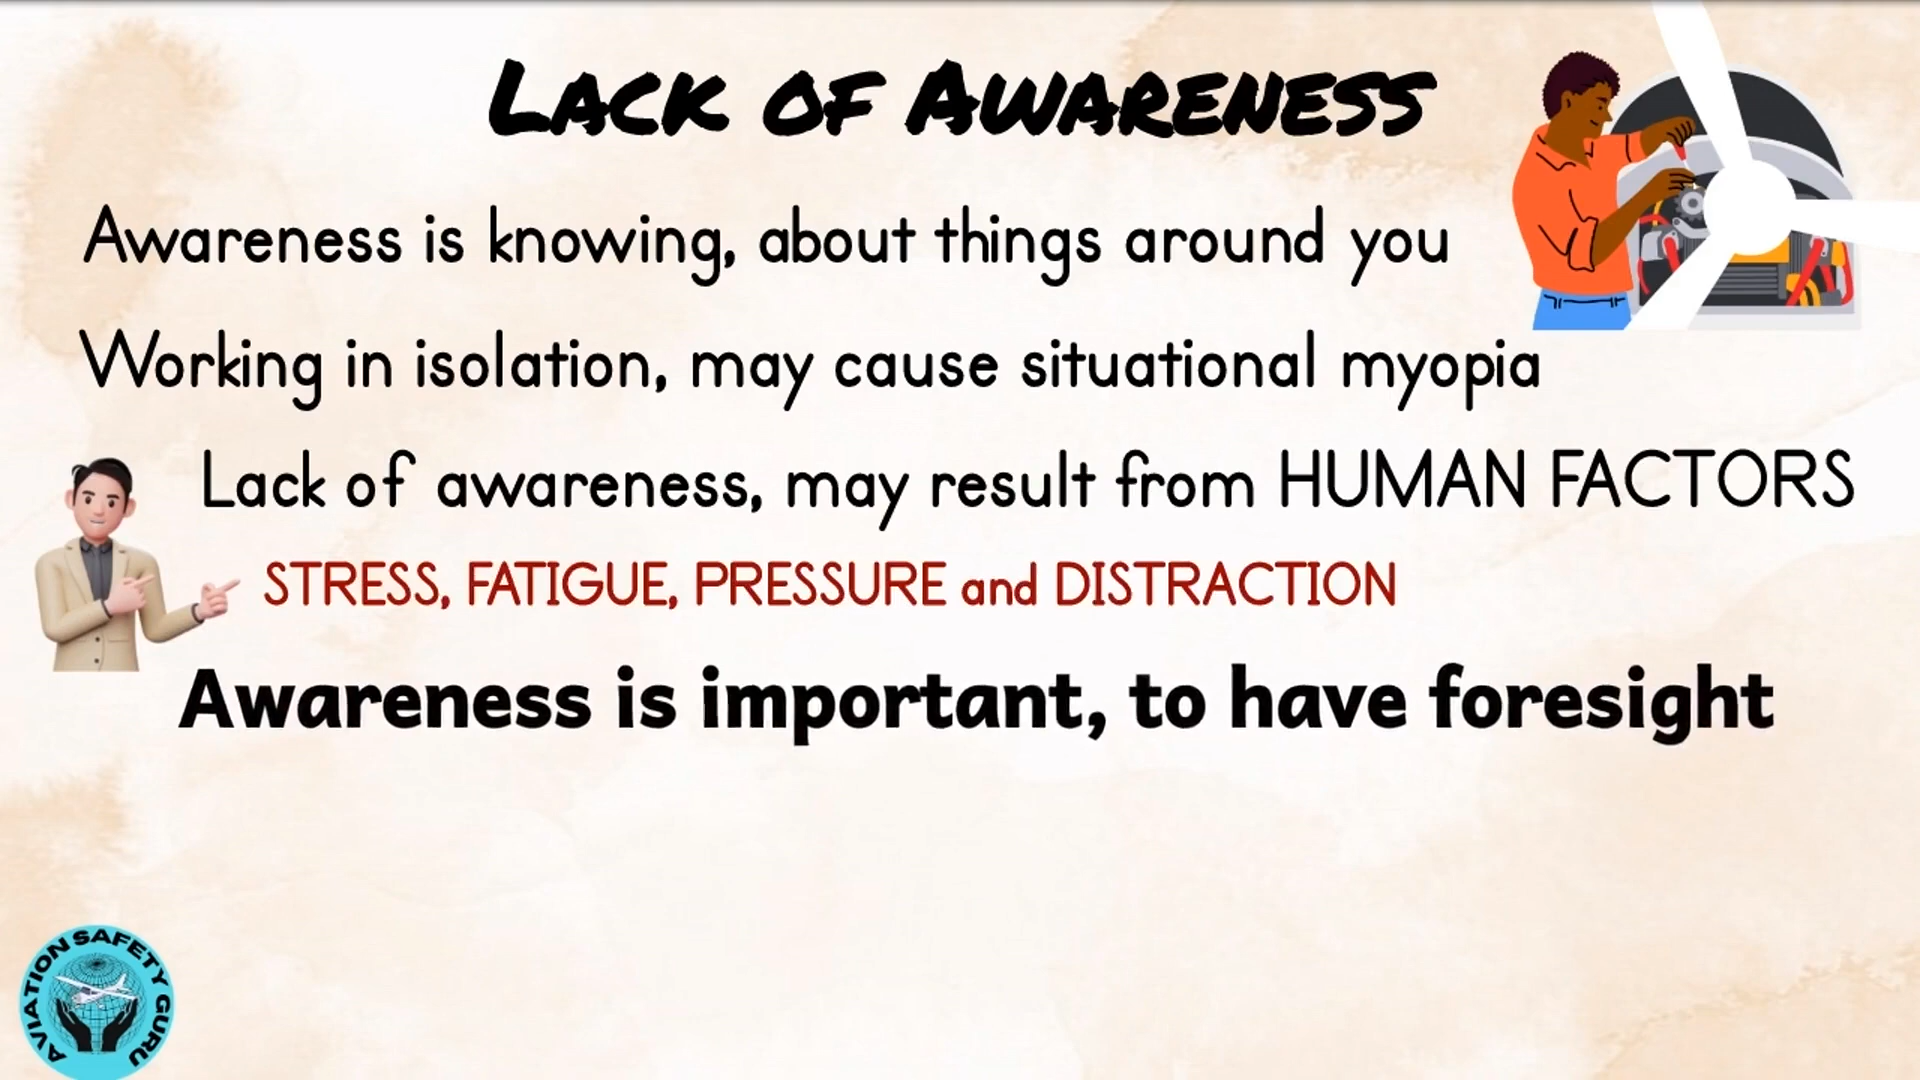 LACK OF AWARENESS
Awareness is knowing, about things around you
Working in isolation, may cause situational myopia
Lack of awareness, may result from HUMAN FACTORS
STRESS, FATIGUE, PRESSURE and DISTRACTION
Awareness is important, to have foresight
AVIATION SAFETY GURU